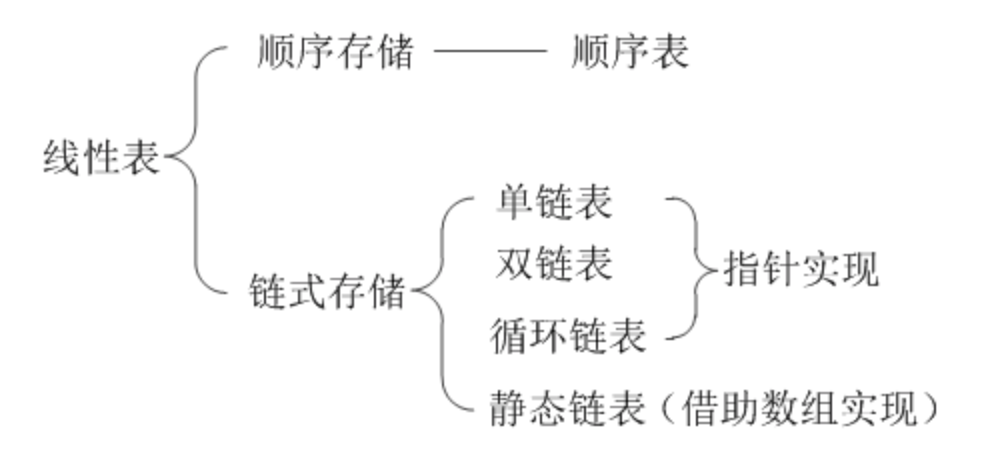 顺序存储 顺序表
线性表
单链表
双链表
指针实现
链式存储
循环链表
静态链表（借助数组实现）